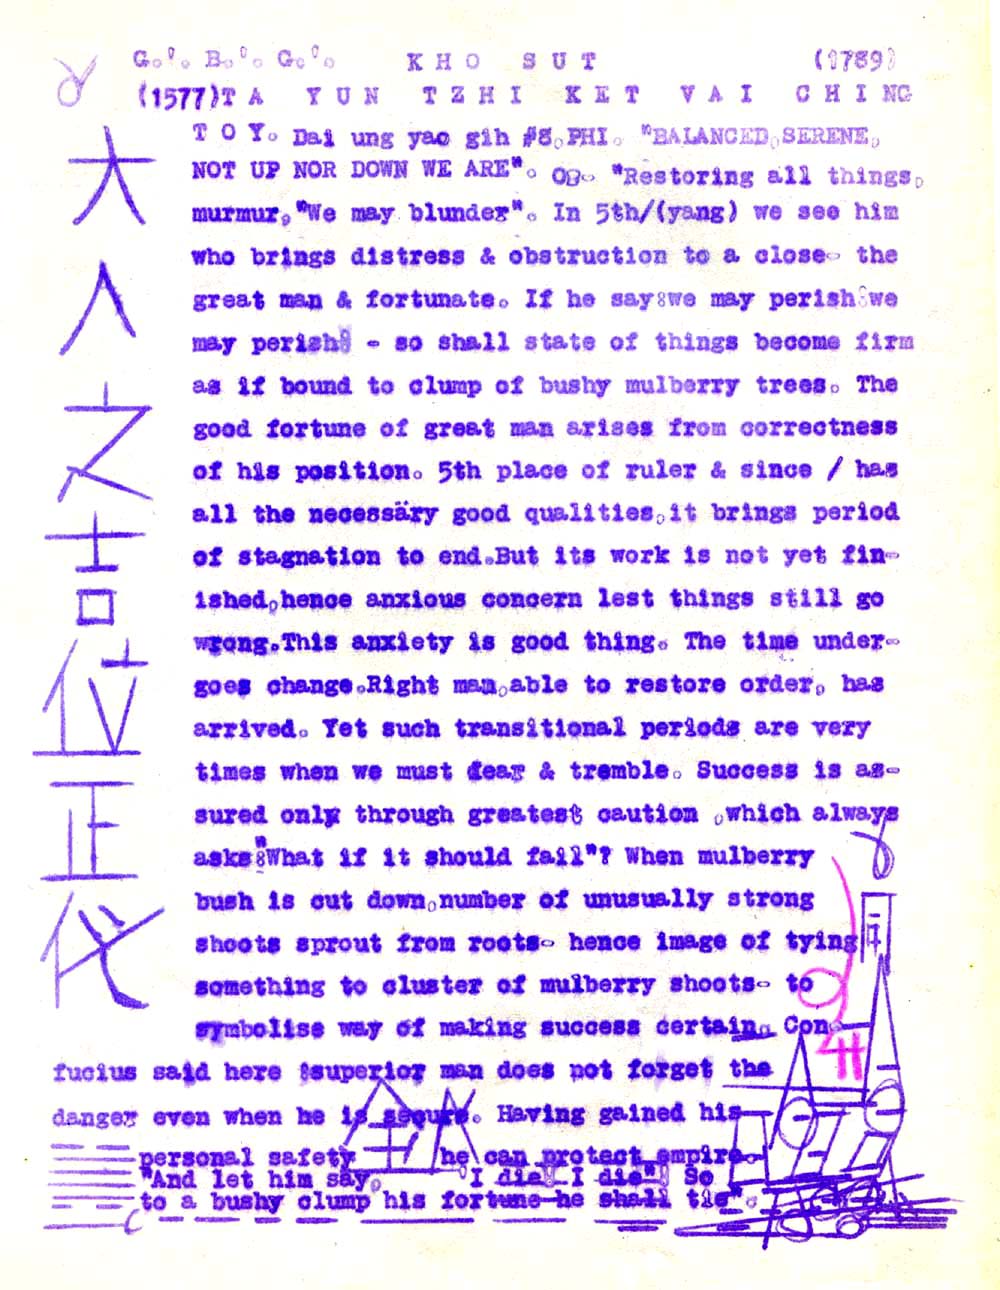 G.'. B.'. G.'. KHO SUT (1789)
(1577) TA YUN TZHI KET VAI CHING
TOY. Dai ung yao gih #8. PHI. "BALANCED, SERENE,
NOT UP NOR DOWN WE ARE". Og- "Restoring all things,
murmur, "We may blunder". In 5th/(yang) we see him
who brings distress & obstruction to a close- the
great man & fortunate. If he say:we may perish:we
may perish! - so shall state of things become firm
as if bound to clump of bushy mulberry trees. The
good fortune of great man arises from correctness
of his position. 5th place of ruler & since / has
all the necessäry good qualities,it brings period
of stagnation to end.But its work is not yet fin-
ished,hence anxious concern lest things still go
wrong.This anxiety is good thing. The time under-
goes change.Right man,able to restore order, has
arrived. Yet such transitional periods are very
times when we must fear & tremble. Success is as-
sured only through greatest caution ,which always
asks:"What if it should fail"? When mulberry
bush is cut down,number of unusually strong
shoots sprout from roots- hence image of tying
something to cluster of mulberry shoots- to
symbolise way of making success certain. Con-
fucius said here :superior man does not forget the
danger even when he is secure. Having gained his
personal safety he can protect empire.
"And let him say, 'I die! I die"! So
to a bushy clump his fortune he shall tie".
大
人
之
吉
位
正
代